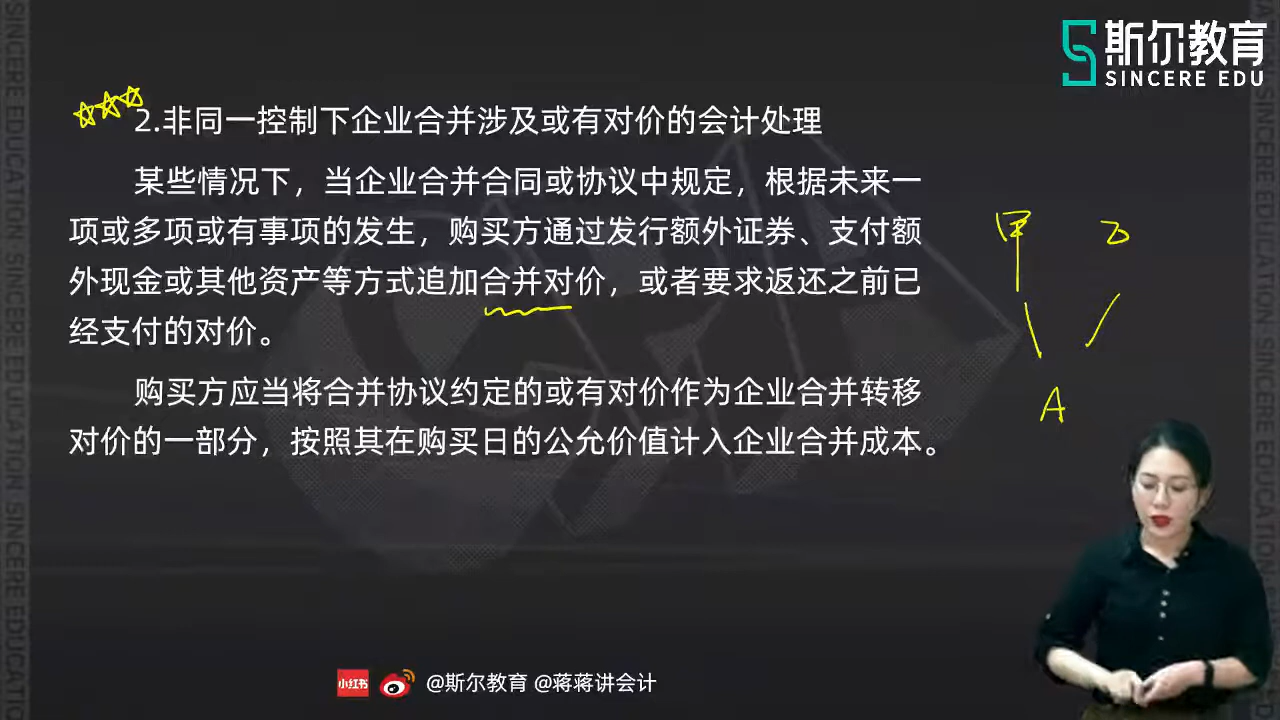 斯尔教育
SINCERE EDU
2.非同一控制下企业合并涉及或有对价的会计处理
某些情况下，当企业合并合同或协议中规定，根据未来一
项或多项或有事项的发生，购买方通过发行额外证券、支付额
外现金或其他资产等方式追加合并对价，或者要求返还之前已
经支付的对价。
购买方应当将合并协议约定的或有对价作为企业合并转移
对价的一部分，按照其在购买日的公允价值计入企业合并成本。
甲 乙
A
小红书 @斯尔教育 @蒋蒋讲会计
SINCERE EDUCATION SINCERE EDUCATION